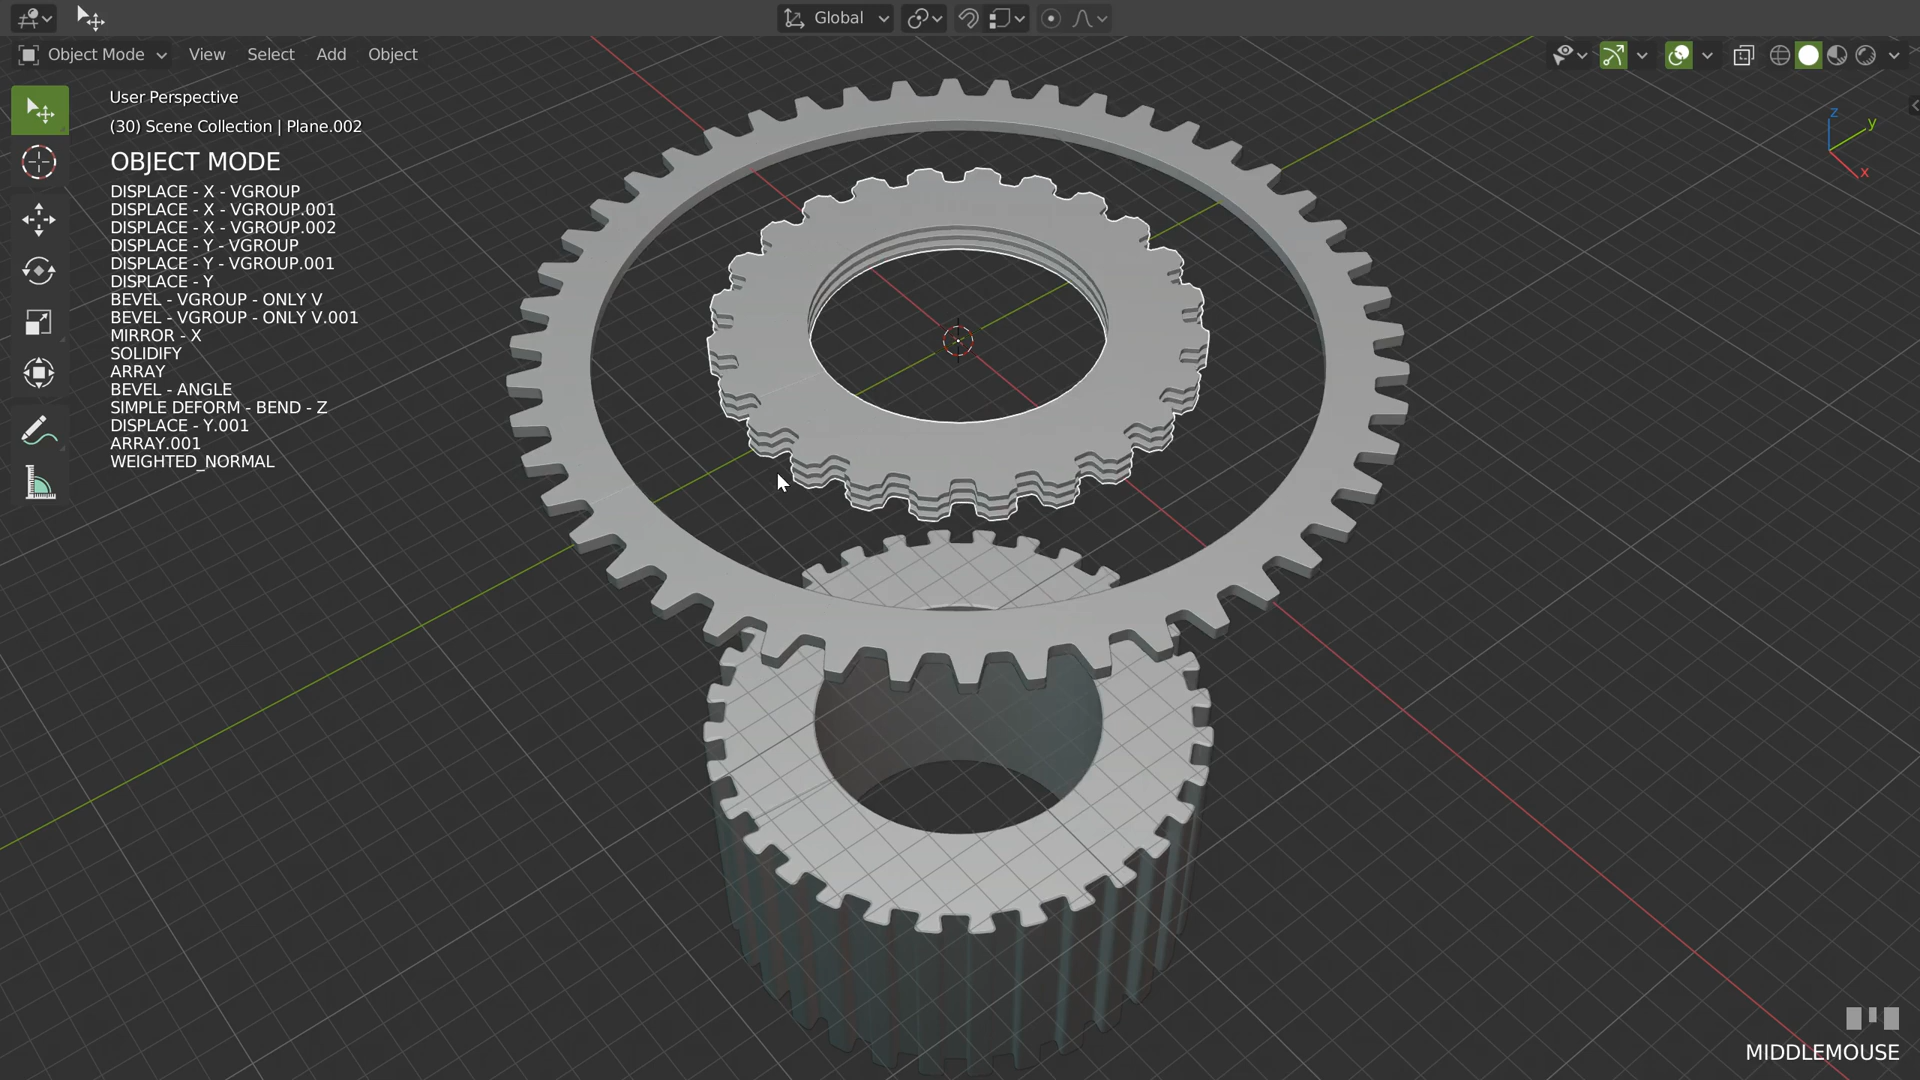 Global
Object Mode View Select Add Object
User Perspective
(30) Scene Collection | Plane.002
OBJECT MODE
DISPLACE - X - VGROUP
DISPLACE - X - VGROUP.001
DISPLACE - X - VGROUP.002
DISPLACE - Y - VGROUP
DISPLACE - Y - VGROUP.001
DISPLACE - Y
BEVEL - VGROUP - ONLY V
BEVEL - VGROUP - ONLY V.001
MIRROR - X
SOLIDIFY
ARRAY
BEVEL - ANGLE
SIMPLE DEFORM - BEND - Z
DISPLACE - Y.001
ARRAY.001
WEIGHTED_NORMAL
z
y
x
MIDDLEMOUSE